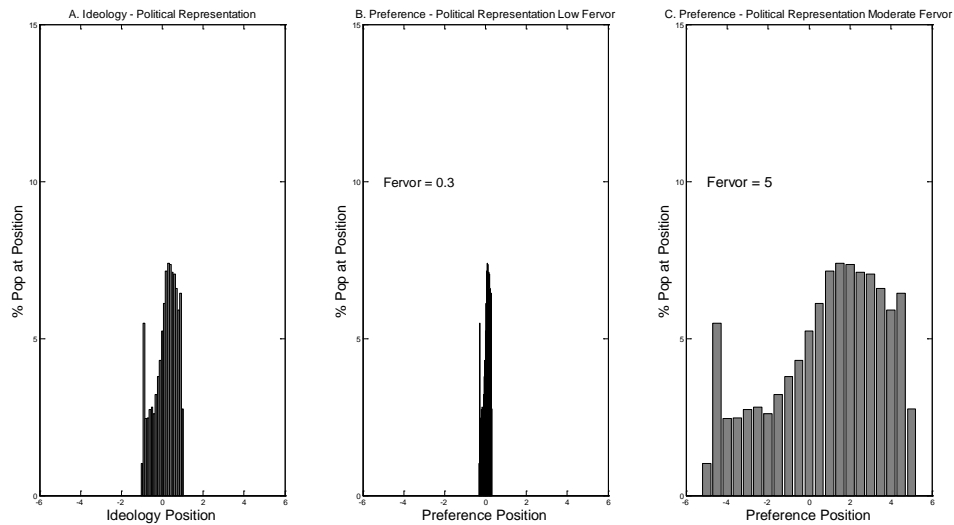 A. Ideology - Political Representation
15
10
5
0
-6 -4 -2 0 2 4 6
% Pop at Position
Ideology Position
B. Preference - Political Representation Low Fervor
15
10
5
0
-6 -4 -2 0 2 4 6
Fervor = 0.3
% Pop at Position
Preference Position
C. Preference - Political Representation Moderate Fervor
15
10
5
0
-6 -4 -2 0 2 4 6
Fervor = 5
% Pop at Position
Preference Position